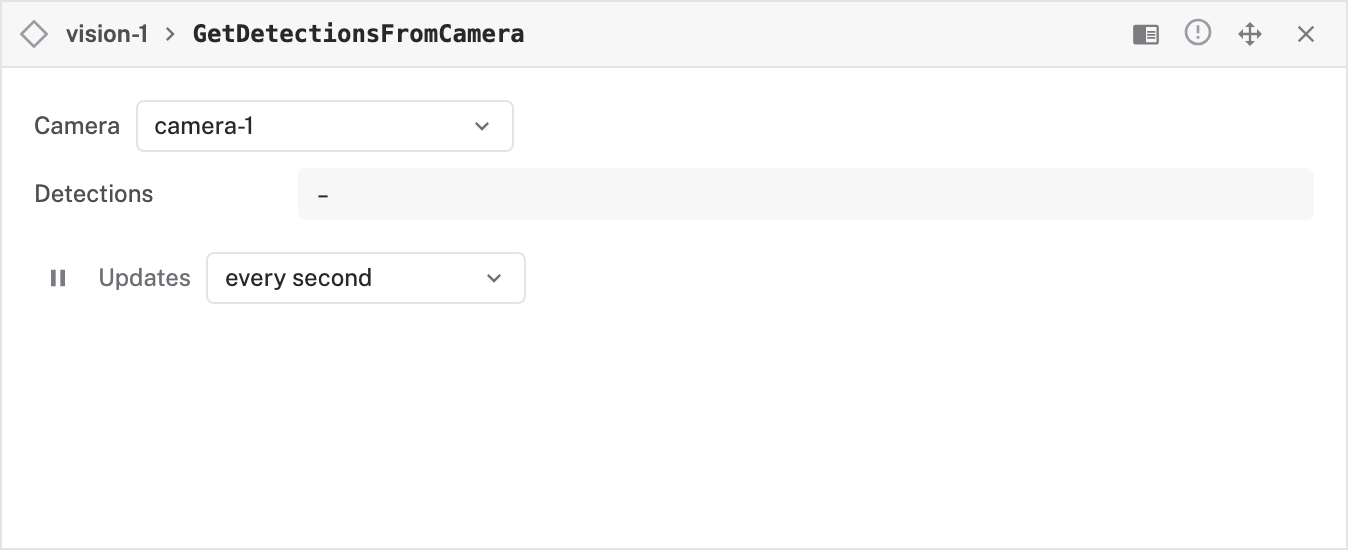 vision-1 > GetDetectionsFromCamera
Camera camera-1
Detections –
Updates every second